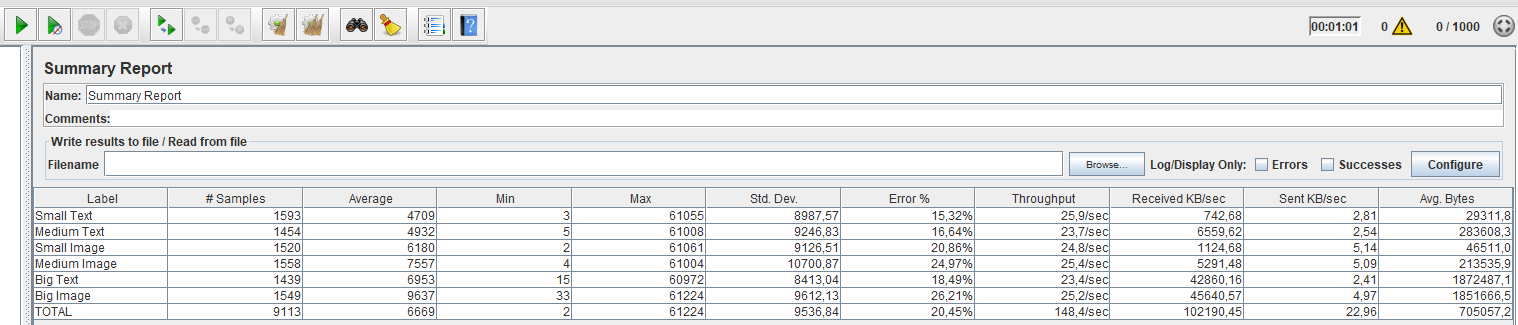 STOP
00:01:01 0 0 / 1000
Summary Report
Name: Summary Report
Comments:
Write results to file / Read from file
Filename Browse... Log/Display Only: Errors Successes Configure
Label # Samples Average Min Max Std. Dev. Error % Throughput Received KB/sec Sent KB/sec Avg. Bytes
Small Text 1593 4709 3 61055 8987,57 15,32% 25,9/sec 742,68 2,81 29311,8
Medium Text 1454 4932 5 61008 9246,83 16,64% 23,7/sec 6559,62 2,54 283608,3
Small Image 1520 6180 2 61061 9126,51 20,86% 24,8/sec 1124,68 5,14 46511,0
Medium Image 1558 7557 4 61004 10700,87 24,97% 25,4/sec 5291,48 5,09 213535,9
Big Text 1439 6953 15 60972 8413,04 18,49% 23,4/sec 42860,16 2,41 1872487,1
Big Image 1549 9637 33 61224 9612,13 26,21% 25,2/sec 45640,57 4,97 1851666,5
TOTAL 9113 6669 2 61224 9536,84 20,45% 148,4/sec 102190,45 22,96 705057,2